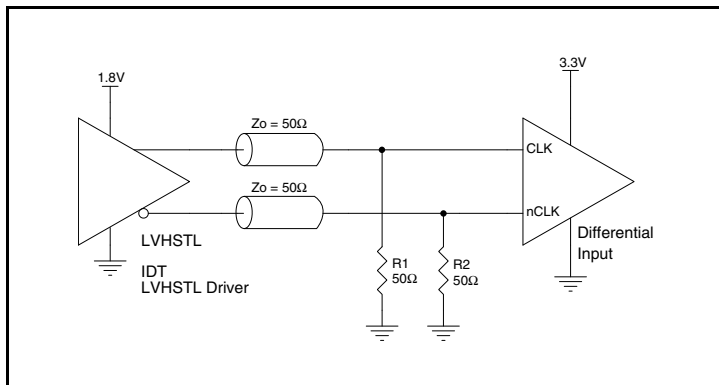 1.8V
3.3V
Zo = 50Ω
CLK
Zo = 50Ω
nCLK
LVHSTL
Differential
Input
IDT
LVHSTL Driver
R1
50Ω
R2
50Ω